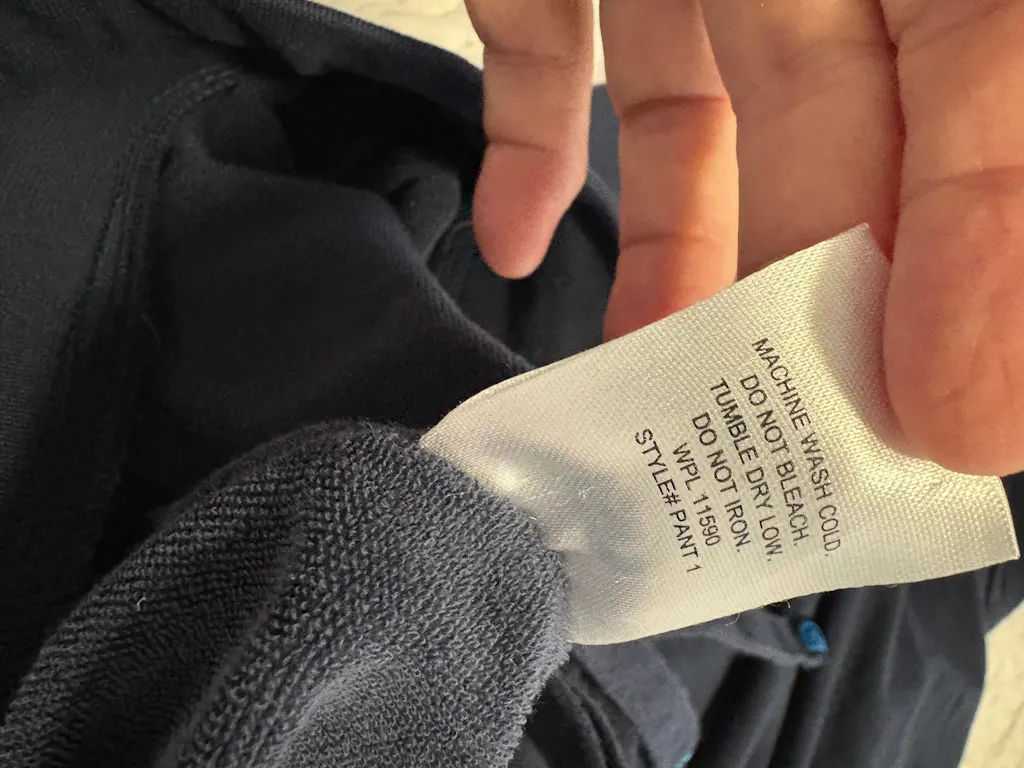 MACHINE WASH COLD,
DO NOT BLEACH.
TUMBLE DRY LOW,
DO NOT IRON.
WPL 11590
STYLE# PANT 1